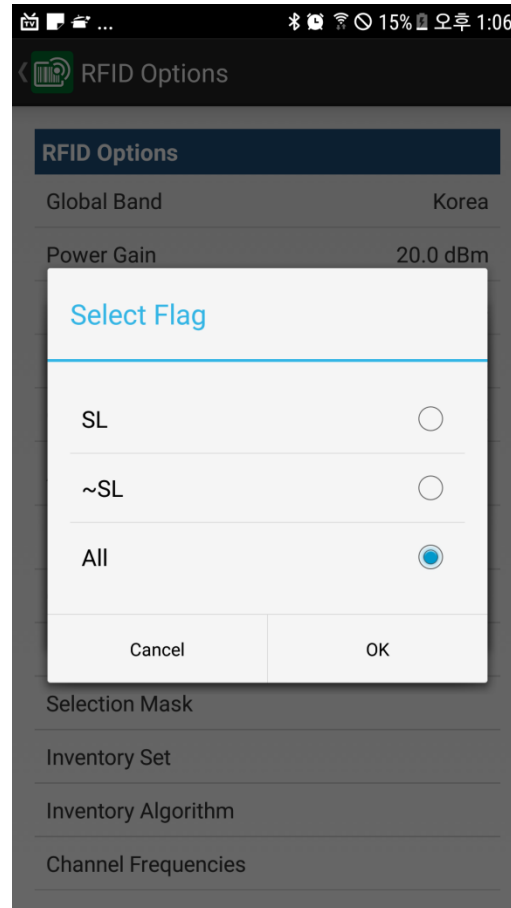 ... 15% 오후 1:06
RFID Options
RFID Options
Global Band Korea
Power Gain 20.0 dBm
Select Flag
SL
~SL
All
Cancel OK
Selection Mask
Inventory Set
Inventory Algorithm
Channel Frequencies